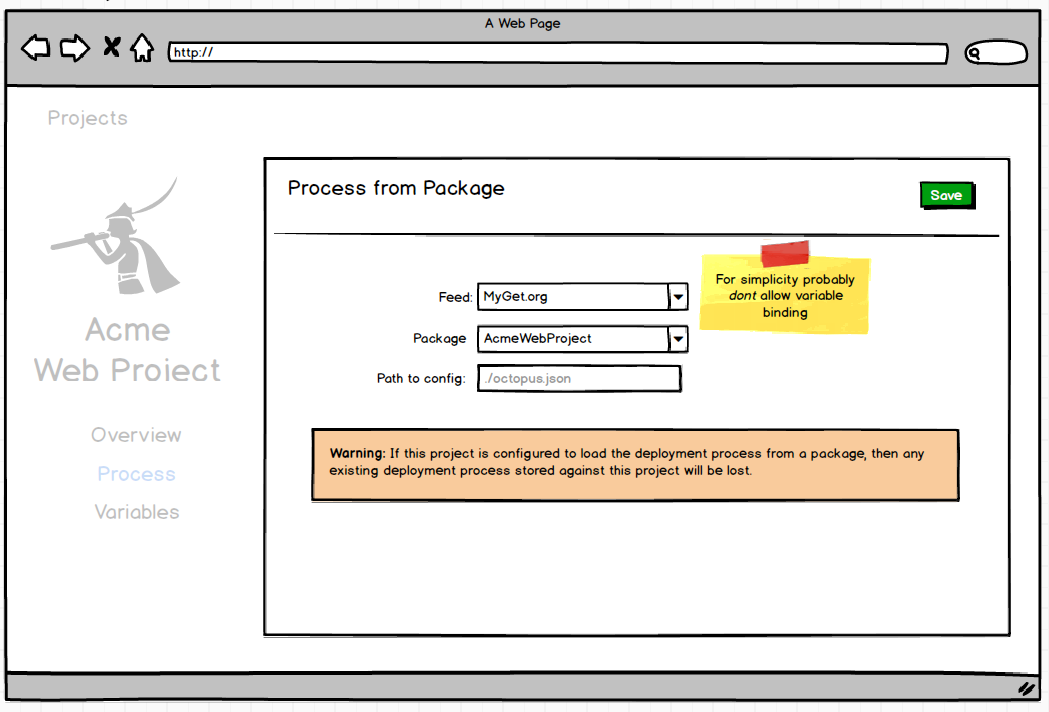 A Web Page
http://
Projects
Process from Package
Save
Acme
Web Project
Overview
Process
Variables
Feed:
MyGet.org
For simplicity probably
dont allow variable
binding
Package
AcmeWebProject
Path to config:
./octopus.json
Warning: If this project is configured to load the deployment process from a package, then any
existing deployment process stored against this project will be lost.